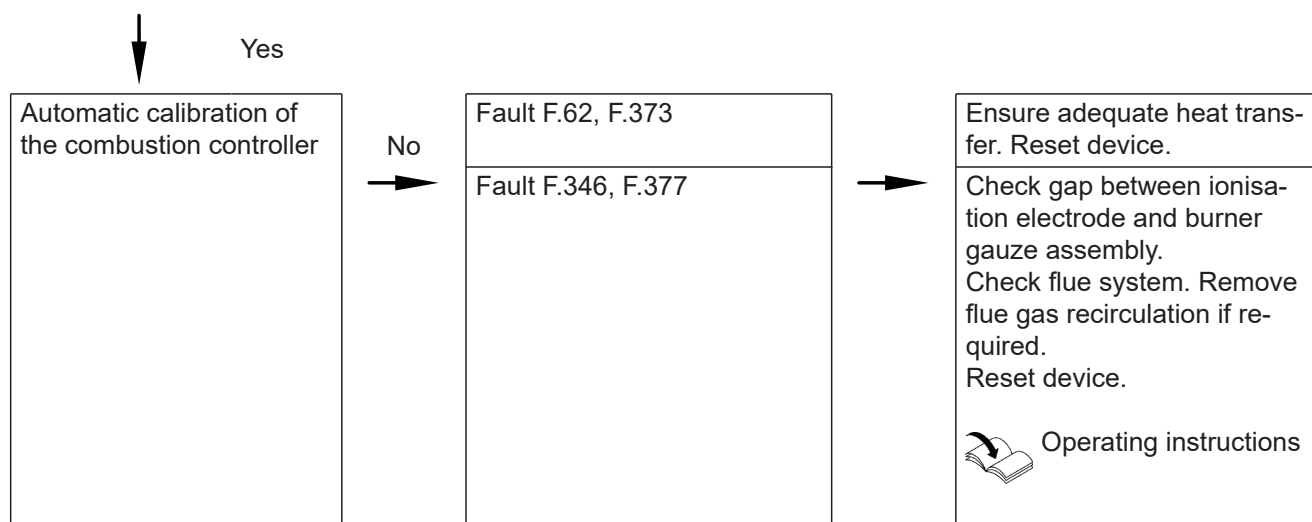 Yes
Automatic calibration of
the combustion controller
No
Fault F.62, F.373
Ensure adequate heat trans-
fer. Reset device.
Fault F.346, F.377
Check gap between ionisa-
tion electrode and burner
gauze assembly.
Check flue system. Remove
flue gas recirculation if re-
quired.
Reset device.
Operating instructions